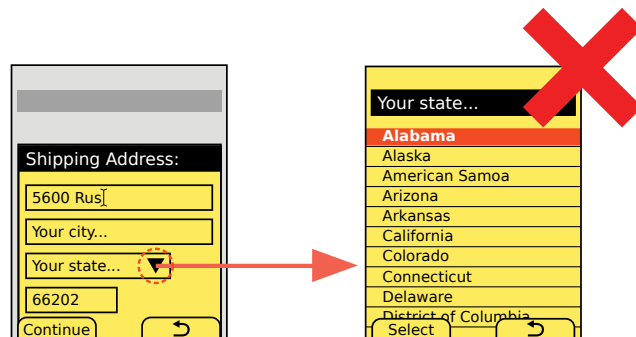 Shipping Address:
5600 Rus
Your city...
Your state...
66202
Continue
Your state...
Alabama
Alaska
American Samoa
Arizona
Arkansas
California
Colorado
Connecticut
Delaware
District of Columbia
Select